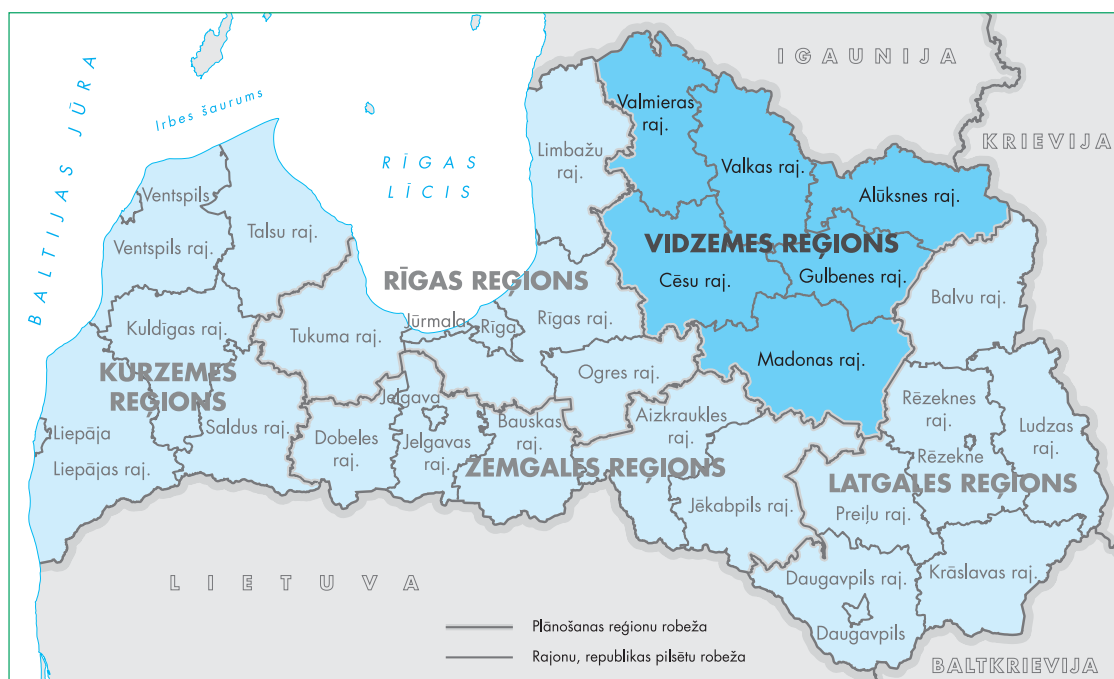 IGAUNIJA
KRIEVIJA
BALTIJAS JŪRA
Irbes šaurums
RĪGAS
LĪCIS
Valmieras
raj.
Limbažu
raj.
Valkas raj.
Alūksnes raj.
Ventspils
Ventspils raj.
Talsu raj.
VIDZEMES REĢIONS
Cēsu raj.
Gulbenes raj.
RĪGAS REĢIONS
Balvu raj.
Kuldīgas raj.
Tukuma raj.
Jūrmala
Rīga
Rīgas raj.
Madonas raj.
Ogres raj.
KURZEMES
REĢIONS
Jelgava
Aizkraukles
raj.
Rēzeknes
raj.
Ludzas
raj.
Liepāja
Liepājas raj.
Saldus raj.
Dobeles
raj.
Jelgavas
raj.
Bauskas
raj.
Rēzekne
ZEMGALES REĢIONS
LATGALES REĢIONS
Jēkabpils raj.
Preiļu raj.
LIETUVA
Daugavpils raj.
Krāslavas raj.
Daugavpils
Plānošanas reģionu robeža
Rajonu, republikas pilsētu robeža
BALTKRIEVIJA